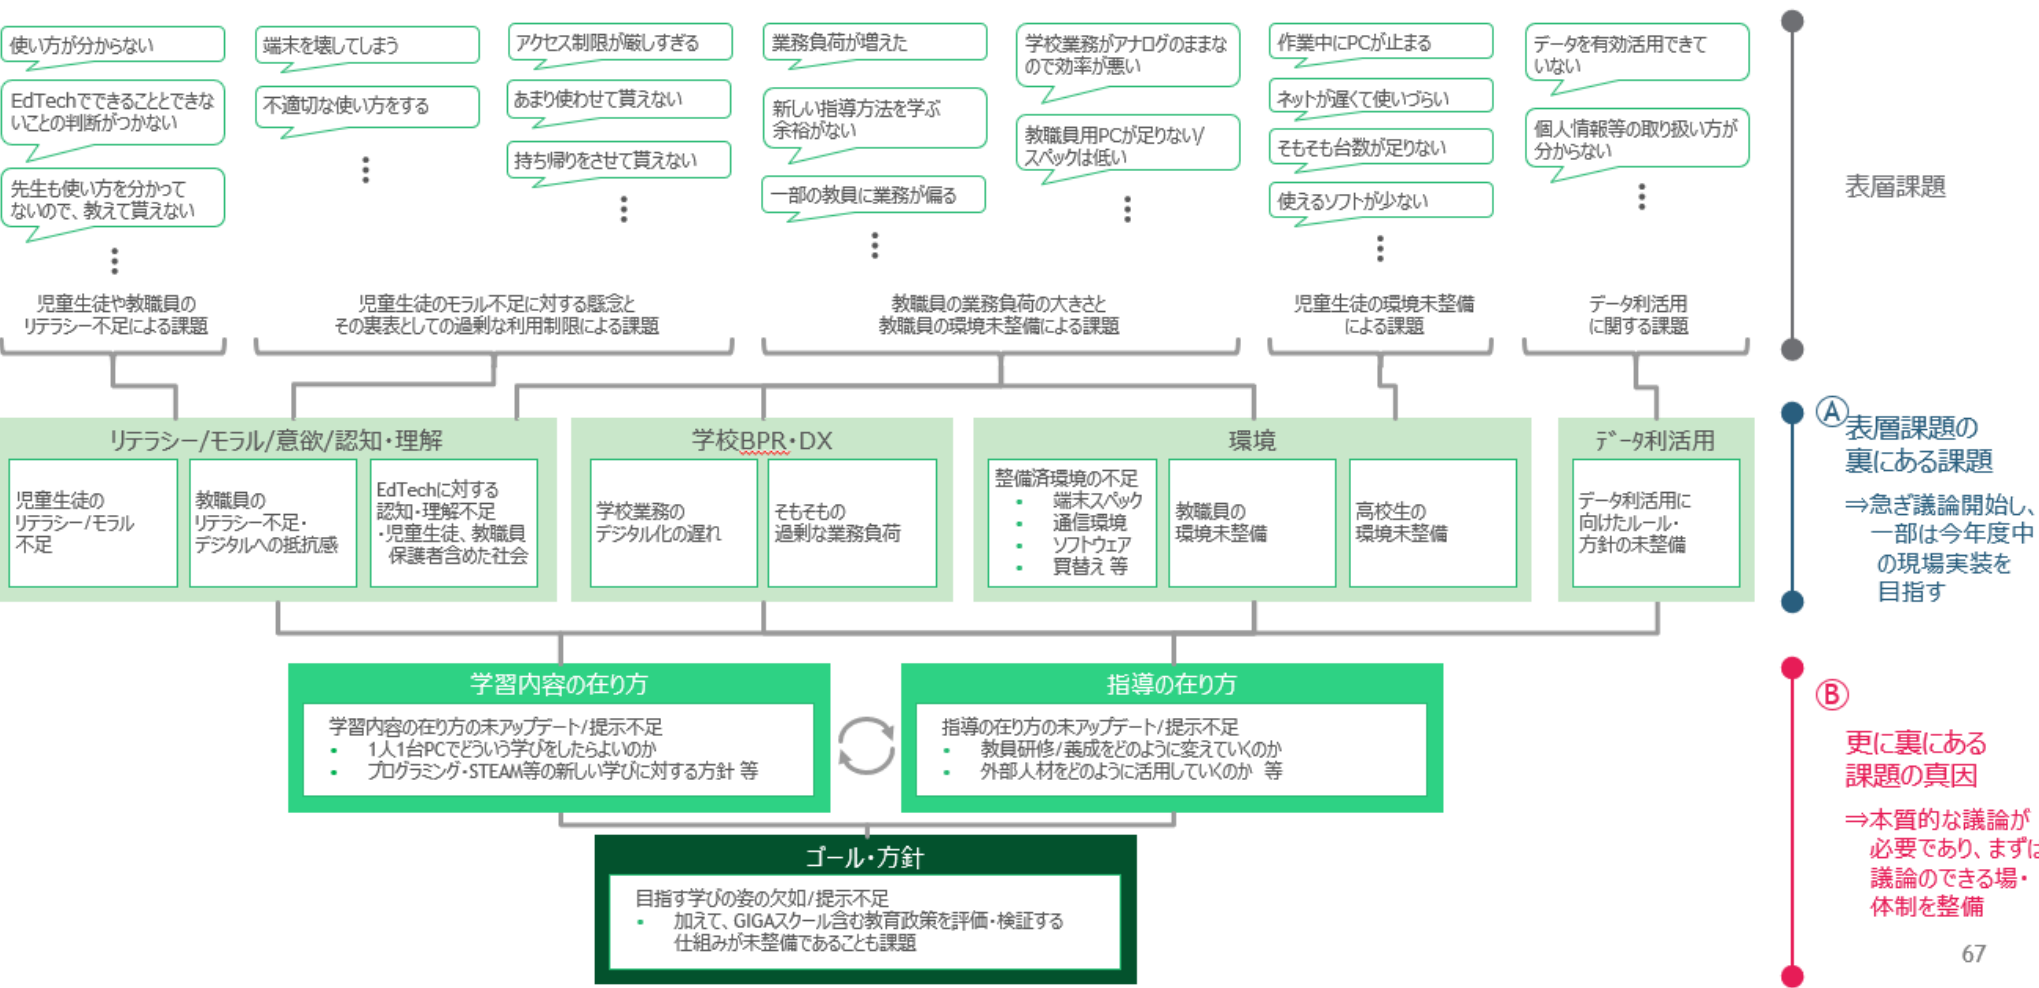 使い方が分からない
EdTechでできることとできな
いことの判断がつかない
先生も使い方を分かって
ないので、教えて貰えない
端末を壊してしまう
不適切な使い方をする
アクセス制限が厳しすぎる
あまり使わせて貰えない
持ち帰りをさせて貰えない
業務負荷が増えた
新しい指導方法を学ぶ
余裕がない
一部の教員に業務が偏る
学校業務がアナログのままな
ので効率が悪い
教職員用PCが足りない/
スペックは低い
作業中にPCが止まる
ネットが遅くて使いづらい
そもそも台数が足りない
使えるソフトが少ない
データを有効活用できて
いない
個人情報等の取り扱い方が
分からない
児童生徒や教職員の
リテラシー不足による課題
児童生徒のモラル不足に対する懸念と
その裏表としての過剰な利用制限による課題
教職員の業務負荷の大きさと
教職員の環境未整備による課題
児童生徒の環境未整備
による課題
データ利活用
に関する課題
表層課題
リテラシー/モラル/意欲/認知・理解
児童生徒の
リテラシー/モラル
不足
教職員の
リテラシー不足・
デジタルへの抵抗感
EdTechに対する
認知・理解不足
・児童生徒、教職員
保護者含めた社会
学校BPR・DX
学校業務の
デジタル化の遅れ
そもそもの
過剰な業務負荷
環境
整備済環境の不足
• 端末スペック
• 通信環境
• ソフトウェア
• 買替え 等
教職員の
環境未整備
高校生の
環境未整備
データ利活用
データ利活用に
向けたルール・
方針の未整備
Ⓐ
表層課題の
裏にある課題
⇒急ぎ議論開始し、
一部は今年度中
の現場実装を
目指す
学習内容の在り方
学習内容の在り方の未アップデート/提示不足
• 1人1台PCでどういう学びをしたらよいのか
• プログラミング・STEAM等の新しい学びに対する方針 等
指導の在り方
指導の在り方の未アップデート/提示不足
• 教員研修/養成をどのように変えていくのか
• 外部人材をどのように活用していくのか 等
ゴール・方針
目指す学びの姿の欠如/提示不足
• 加えて、GIGAスクール含む教育政策を評価・検証する
仕組みが未整備であることも課題
Ⓑ
更に裏にある
課題の真因
⇒本質的な議論が
必要であり、まずは
議論のできる場・
体制を整備
67